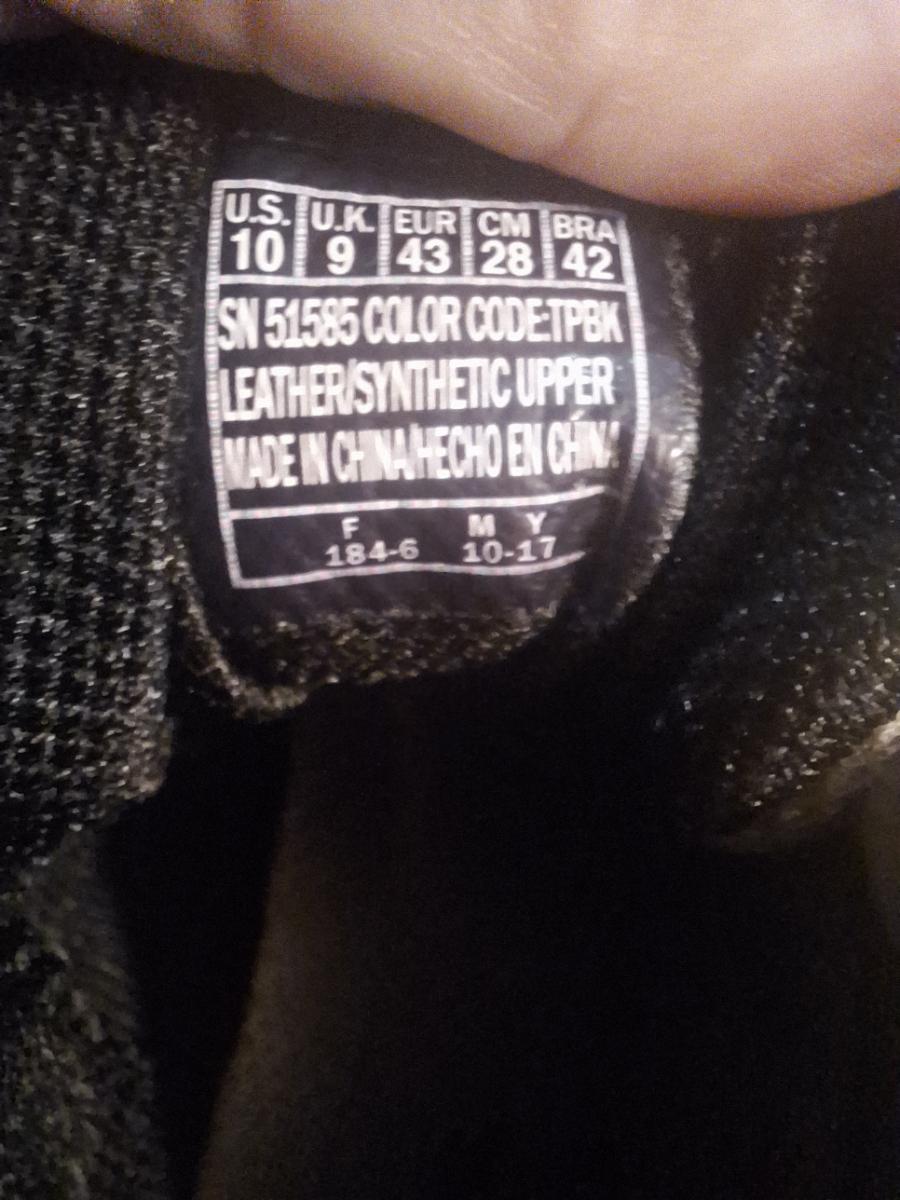 U.S. U.K. EUR CM BRA
10 9 43 28 42
SN 51585 COLOR CODE:TPBK
LEATHER/SYNTHETIC UPPER
MADE IN CHINA/HECHO EN CHINA
F M Y
184-6 10-17